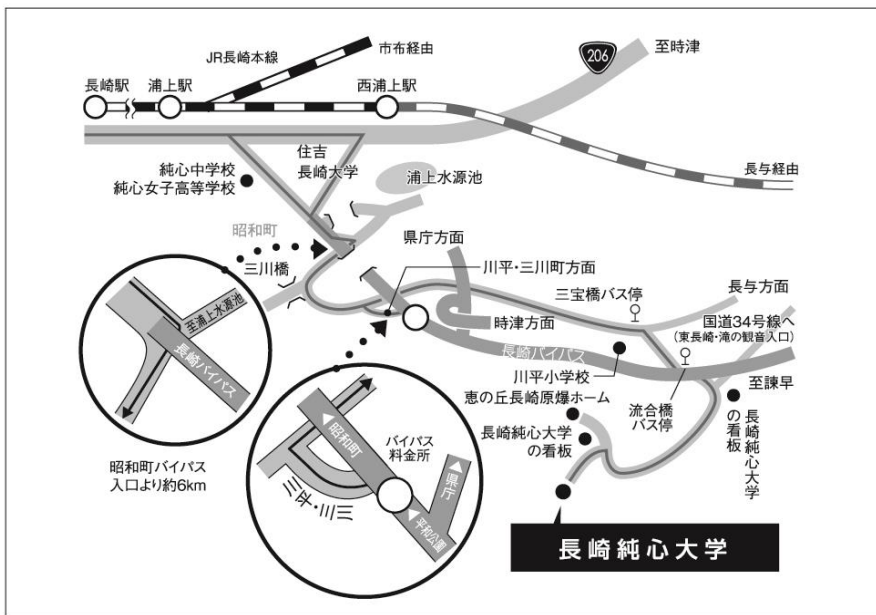 JR長崎本線
市布経由
206
至時津
長崎駅
浦上駅
西浦上駅
長与経由
住吉
長崎大学
純心中学校
純心女子高等学校
浦上水源池
昭和町
三川橋
県庁方面
川平・三川町方面
三宝橋バス停
長与方面
国道34号線へ
(東長崎・滝の観音入口)
時津方面
長崎バイパス
川平小学校
至諫早
恵の丘長崎原爆ホーム
流合橋
バス停
長崎純心大学
の看板
長崎純心大学
の看板
至浦上水源池
長崎バイパス
昭和町バイパス
入口より約6km
昭和町
バイパス
料金所
県庁
平和公園
三平・三川
長崎純心大学